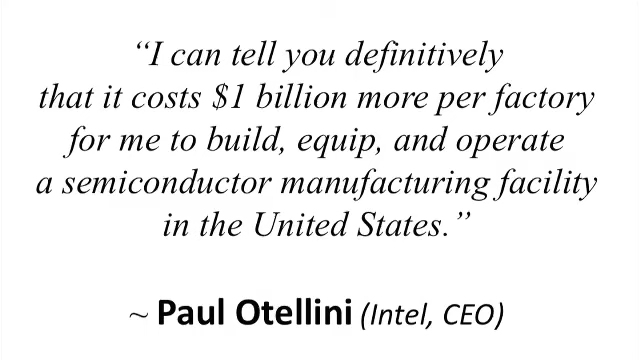 “I can tell you definitively
that it costs $1 billion more per factory
for me to build, equip, and operate
a semiconductor manufacturing facility
in the United States.”
~ Paul Otellini (Intel, CEO)